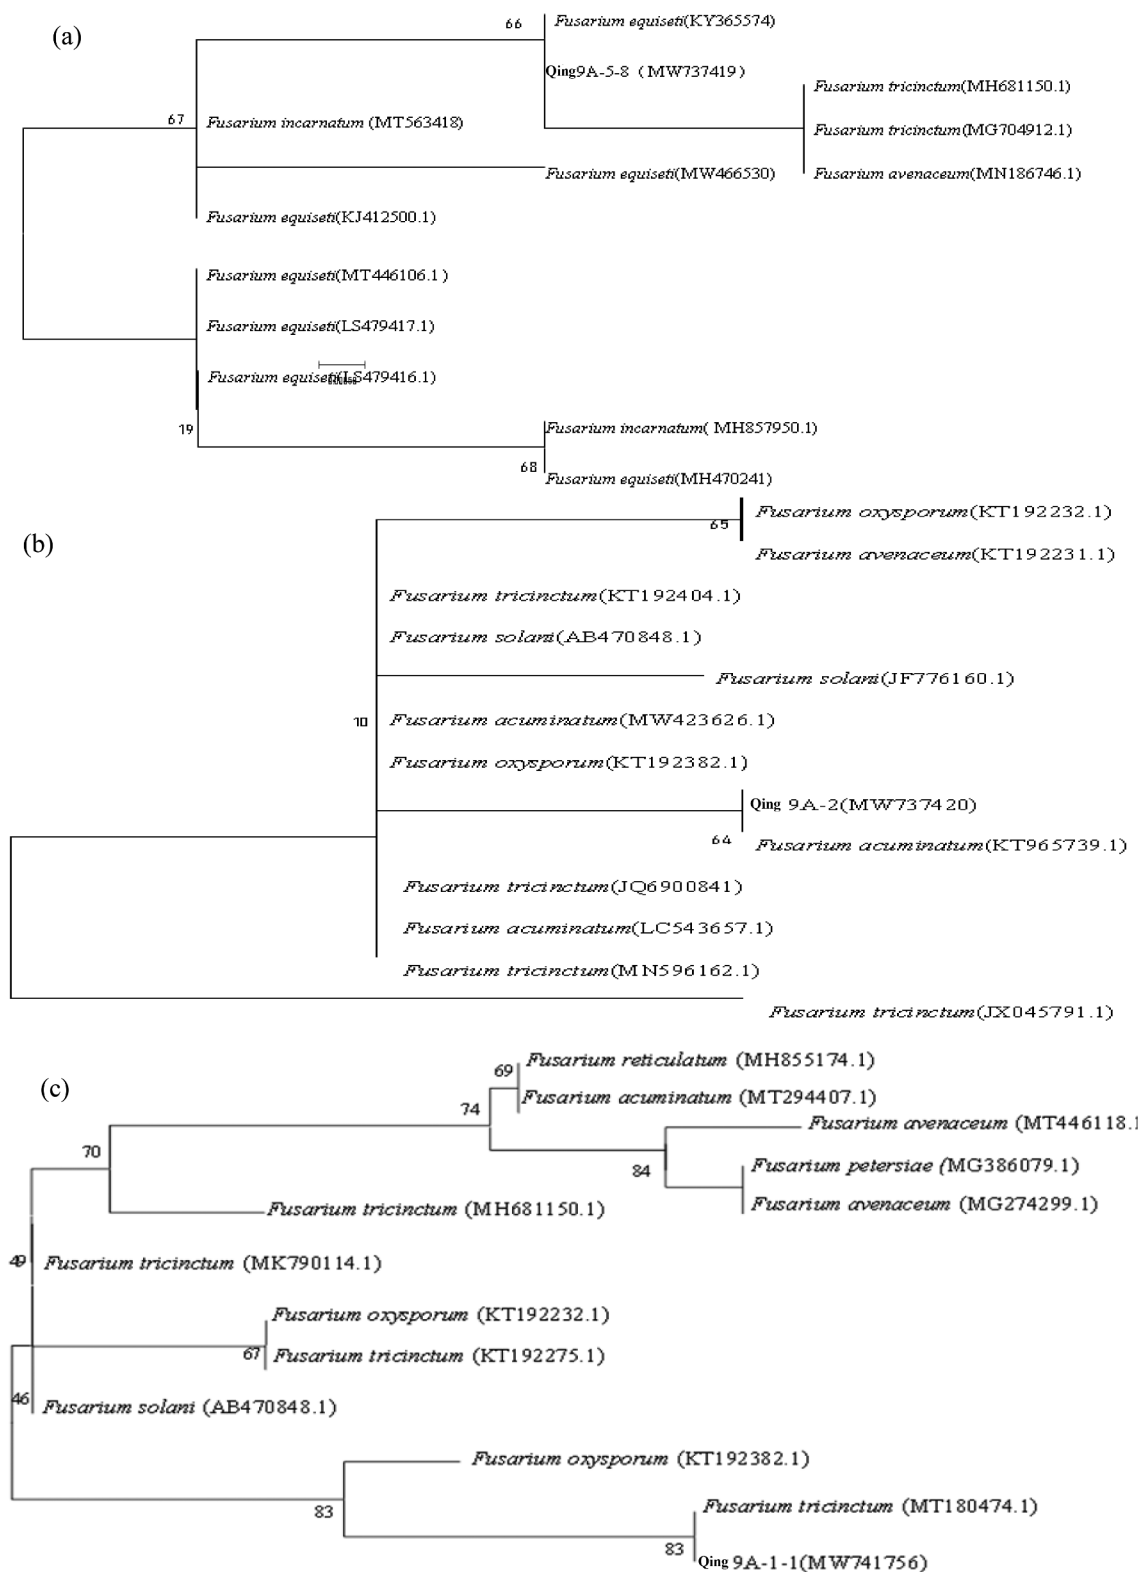 (a)
66
Fusarium equiseti(KY365574)
Qing9A-5-8 (MW737419)
Fusarium tricinctum(MH681150.1)
67
Fusarium incarnatum (MT563418)
Fusarium tricinctum(MG704912.1)
Fusarium equiseti(MW466530)
Fusarium avenaceum(MN186746.1)
Fusarium equiseti(KJ412500.1)
Fusarium equiseti(MT446106.1)
Fusarium equiseti(LS479417.1)
Fusarium equiseti(LS479416.1)
19
Fusarium incarnatum( MH857950.1)
68
Fusarium equiseti(MH470241)
(b)
65
Fusarium oxysporum(KT192232.1)
Fusarium avenaceum(KT192231.1)
Fusarium tricinctum(KT192404.1)
Fusarium solani(AB470848.1)
Fusarium solani(JF776160.1)
10
Fusarium acuminatum(MW423626.1)
Fusarium oxysporum(KT192382.1)
Qing 9A-2(MW737420)
64
Fusarium acuminatum(KT965739.1)
Fusarium tricinctum(JQ6900841)
Fusarium acuminatum(LC543657.1)
Fusarium tricinctum(MN596162.1)
Fusarium tricinctum(JX045791.1)
(c)
69
Fusarium reticulatum (MH855174.1)
Fusarium acuminatum (MT294407.1)
74
Fusarium avenaceum (MT446118.1
70
84
Fusarium petersiae (MG386079.1)
Fusarium avenaceum (MG274299.1)
Fusarium tricinctum (MH681150.1)
49
Fusarium tricinctum (MK790114.1)
Fusarium oxysporum (KT192232.1)
67
Fusarium tricinctum (KT192275.1)
46
Fusarium solani (AB470848.1)
Fusarium oxysporum (KT192382.1)
83
Fusarium tricinctum (MT180474.1)
83
Qing 9A-1-1(MW741756)